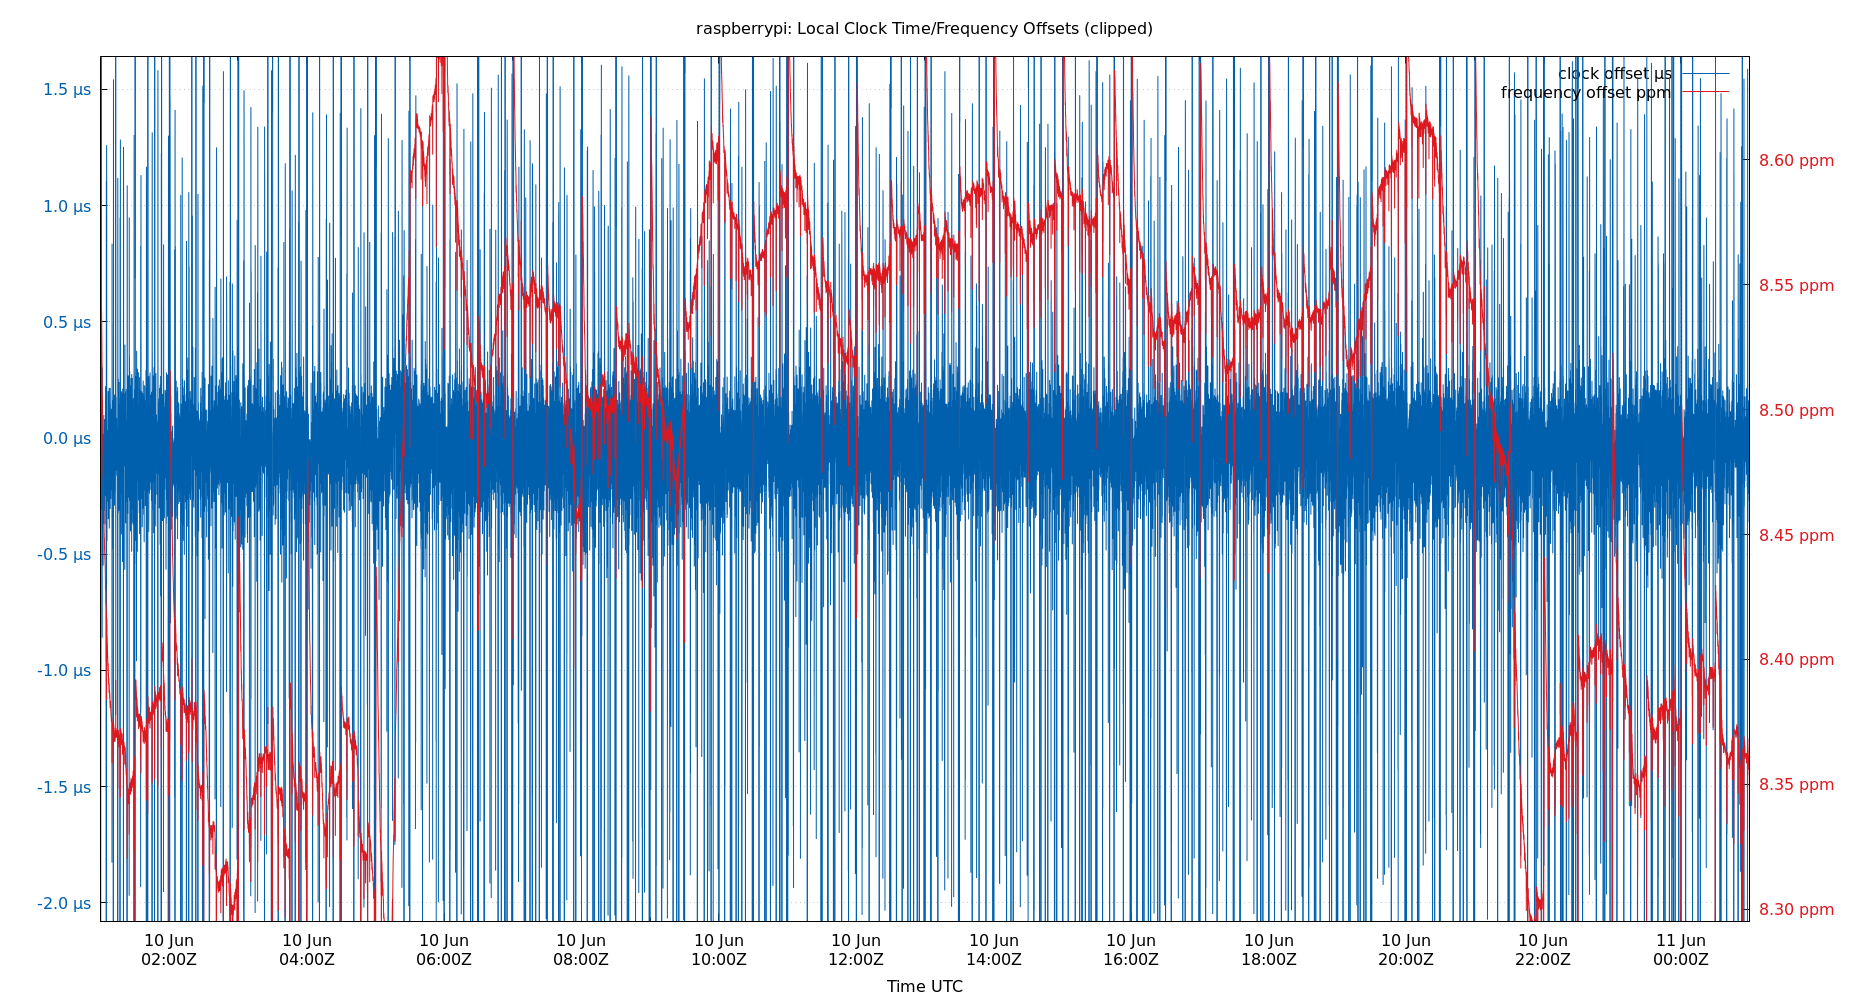 raspberrypi: Local Clock Time/Frequency Offsets (clipped)
clock offset µs
frequency offset ppm
1.5 µs
1.0 µs
0.5 µs
0.0 µs
-0.5 µs
-1.0 µs
-1.5 µs
-2.0 µs
8.60 ppm
8.55 ppm
8.50 ppm
8.45 ppm
8.40 ppm
8.35 ppm
8.30 ppm
10 Jun 10 Jun 10 Jun 10 Jun 10 Jun 10 Jun 10 Jun 10 Jun 10 Jun 10 Jun 10 Jun 11 Jun
02:00Z 04:00Z 06:00Z 08:00Z 10:00Z 12:00Z 14:00Z 16:00Z 18:00Z 20:00Z 22:00Z 00:00Z
Time UTC